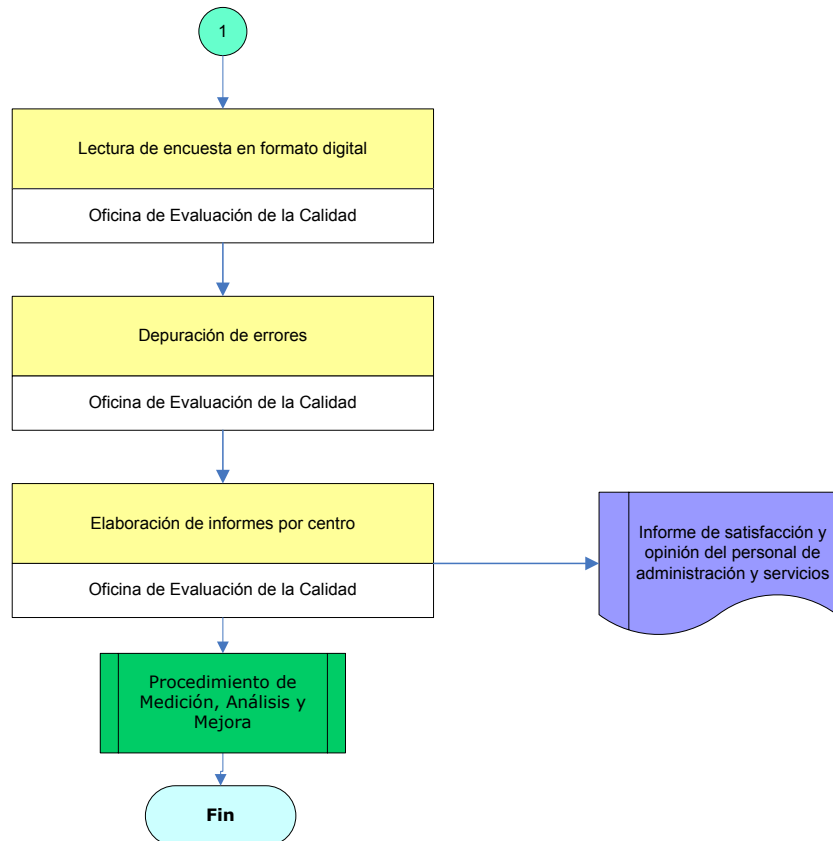 1
Lectura de encuesta en formato digital
Oficina de Evaluación de la Calidad
Depuración de errores
Oficina de Evaluación de la Calidad
Elaboración de informes por centro
Oficina de Evaluación de la Calidad
Informe de satisfacción y
opinión del personal de
administración y servicios
Procedimiento de
Medición, Análisis y
Mejora
Fin